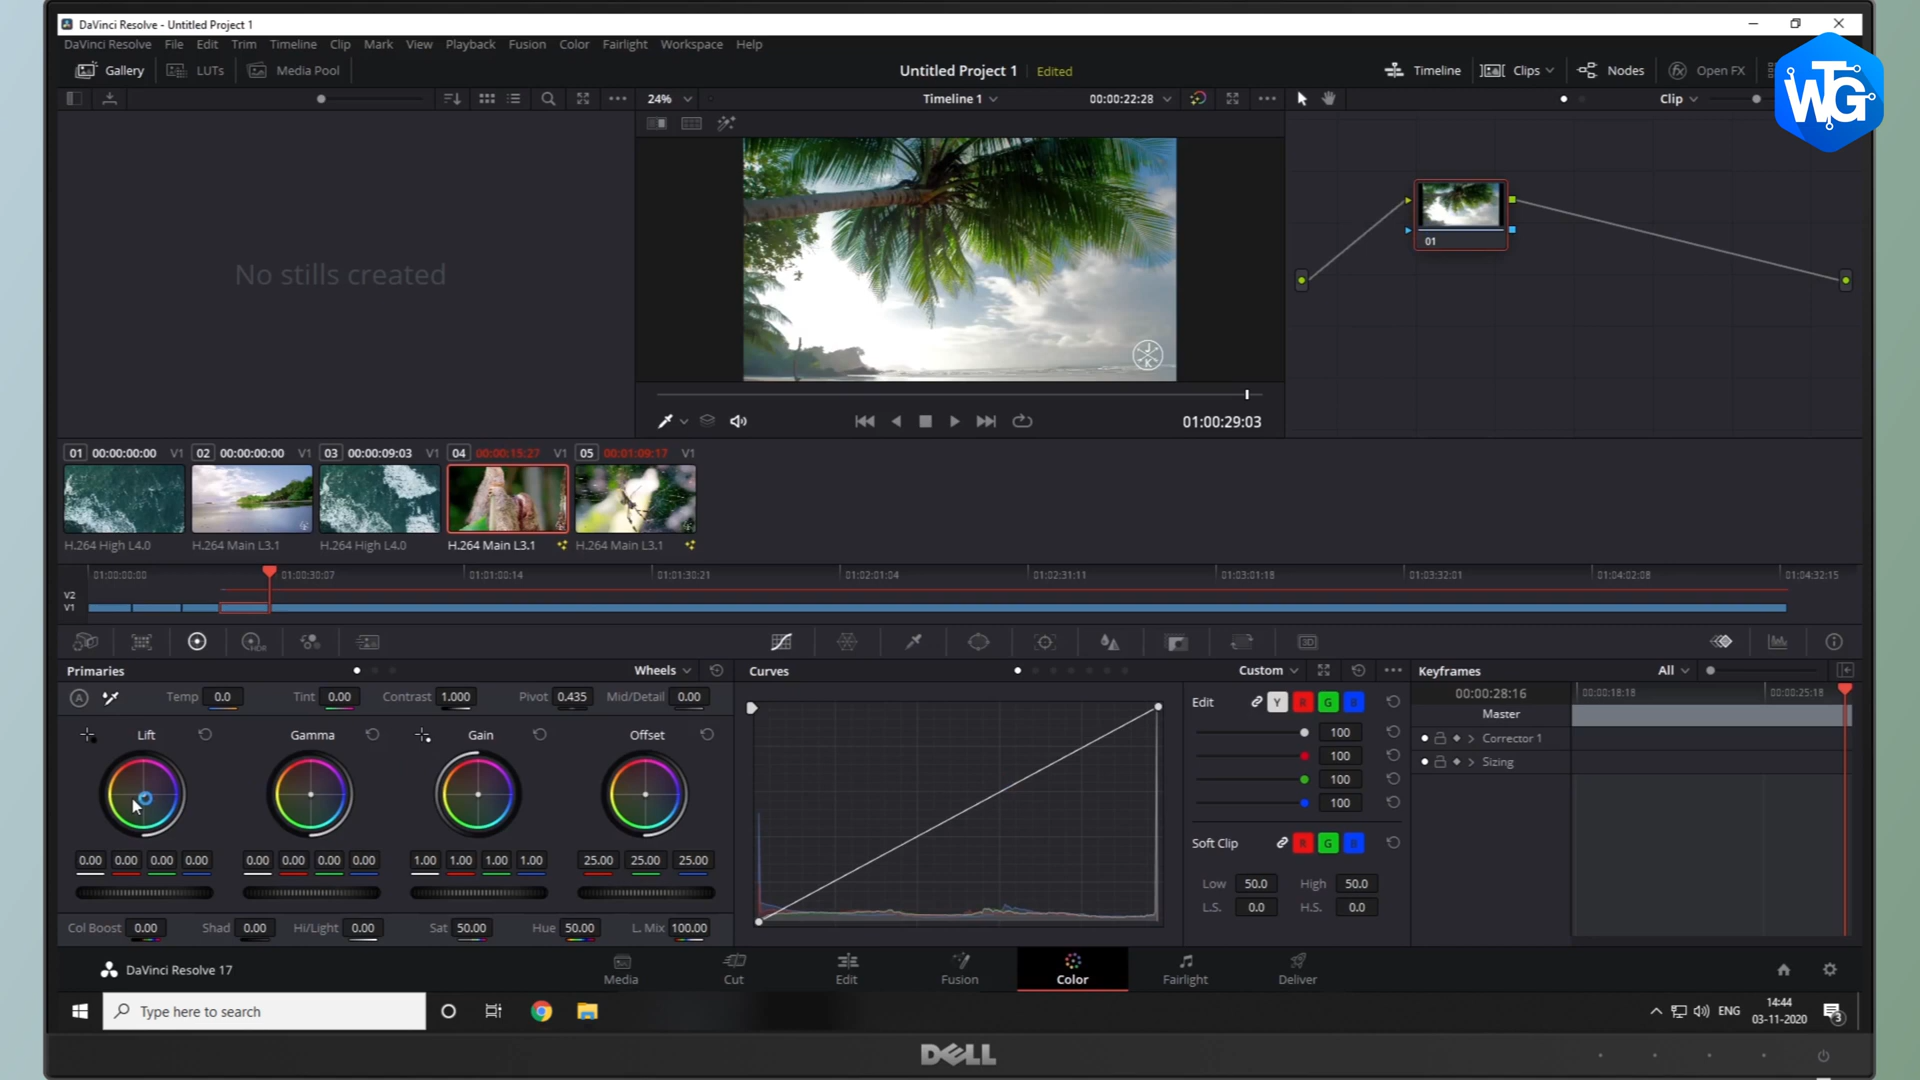 DaVinci Resolve - Untitled Project 1
DaVinci Resolve File Edit Trim Timeline Clip Mark View Playback Fusion Color Fairlight Workspace Help
Gallery LUTs Media Pool Untitled Project 1 Edited Timeline Clips Nodes Open FX
WTG
24% Timeline 1 00:00:22:28 Clip
No stills created
01
J
K
01:00:29:03
01 00:00:00:00 V1 02 00:00:00:00 V1 03 00:00:09:03 V1 04 00:00:15:27 V1 05 00:01:09:17 V1
H.264 High L4.0 H.264 Main L3.1 H.264 High L4.0 H.264 Main L3.1 H.264 Main L3.1
01:00:00:00 01:00:30:07 01:01:00:14 01:01:30:21 01:02:01:04 01:02:31:11 01:03:01:18 01:03:32:01 01:04:02:08 01:04:32:15
V2
V1
HDR 3D
Primaries Wheels Curves Custom Keyframes All
A Temp 0.0 Tint 0.00 Contrast 1.000 Pivot 0.435 Mid/Detail 0.00
00:00:28:16 00:00:18:18 00:00:25:18
Edit Y R G B
Master
Lift Gamma Gain Offset
100
100
100
100
Corrector 1
Sizing
0.00 0.00 0.00 0.00 0.00 0.00 0.00 0.00 1.00 1.00 1.00 1.00 25.00 25.00 25.00
Soft Clip R G B
Low 50.0 High 50.0
L.S. 0.0 H.S. 0.0
Col Boost 0.00 Shad 0.00 Hi/Light 0.00 Sat 50.00 Hue 50.00 L. Mix 100.00
DaVinci Resolve 17 Media Cut Edit Fusion Color Fairlight Deliver
Type here to search
ENG 14:44
03-11-2020 3
DELL